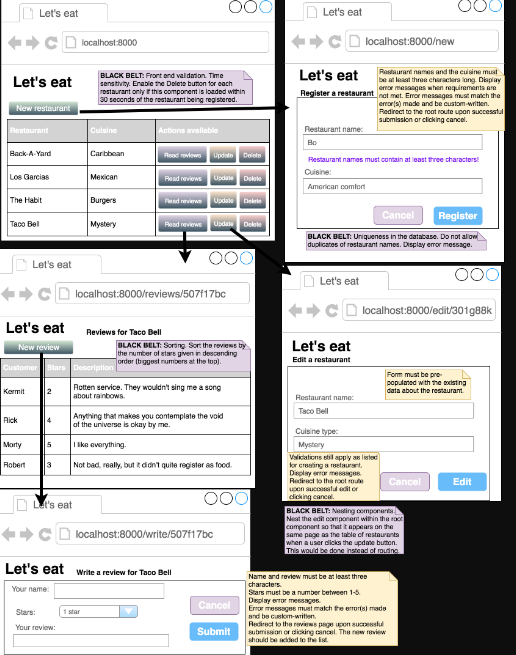 Let's eat
localhost:8000
Let's eat
BLACK BELT: Front end validation. Time
sensitivity. Enable the Delete button for each
restaurant only if this component is loaded within
30 seconds of the restaurant being registered.
New restaurant
Restaurant Cuisine Actions available
Back-A-Yard Caribbean Read reviews Update Delete
Los Garcias Mexican Read reviews Update Delete
The Habit Burgers Read reviews Update Delete
Taco Bell Mystery Read reviews Update Delete
Let's eat
localhost:8000/new
Let's eat
Register a restaurant
Restaurant names and the cuisine must
be at least three characters long. Display
error messages when requirements are
not met. Error messages must match the
error(s) made and be custom-written.
Redirect to the root route upon successful
submission or clicking cancel.
Restaurant name:
Bo
Restaurant names must contain at least three characters!
Cuisine:
American comfort
Cancel Register
BLACK BELT: Uniqueness in the database. Do not allow
duplicates of restaurant names. Display error message.
Let's eat
localhost:8000/reviews/507f17bc
Let's eat
Reviews for Taco Bell
New review
BLACK BELT: Sorting. Sort the reviews by
the number of stars given in descending
order (biggest numbers at the top).
Customer Stars Description
Kermit 2 Rotten service. They wouldn't sing me a song
about rainbows.
Rick 4 Anything that makes you contemplate the void
of the universe is okay by me.
Morty 5 I like everything.
Robert 3 Not bad, really, but it didn't quite register as food.
Let's eat
localhost:8000/edit/301g88k
Let's eat
Edit a restaurant
Form must be pre-
populated with the existing
data about the restaurant.
Restaurant name:
Taco Bell
Cuisine type:
Mystery
Validations still apply as listed
for creating a restaurant.
Display error messages.
Redirect to the root route
upon successful edit or
clicking cancel.
Cancel Edit
BLACK BELT: Nesting components.
Nest the edit component within the root
component so that it appears on the
same page as the table of restaurants
when a user clicks the update button.
This would be done instead of routing.
Let's eat
localhost:8000/write/507f17bc
Let's eat
Write a review for Taco Bell
Your name:
Stars: 1 star
Your review:
Cancel
Submit
Name and review must be at least three
characters.
Stars must be a number between 1-5.
Display error messages.
Error messages must match the error(s) made
and be custom-written.
Redirect to the reviews page upon successful
submission or clicking cancel. The new review
should be added to the list.